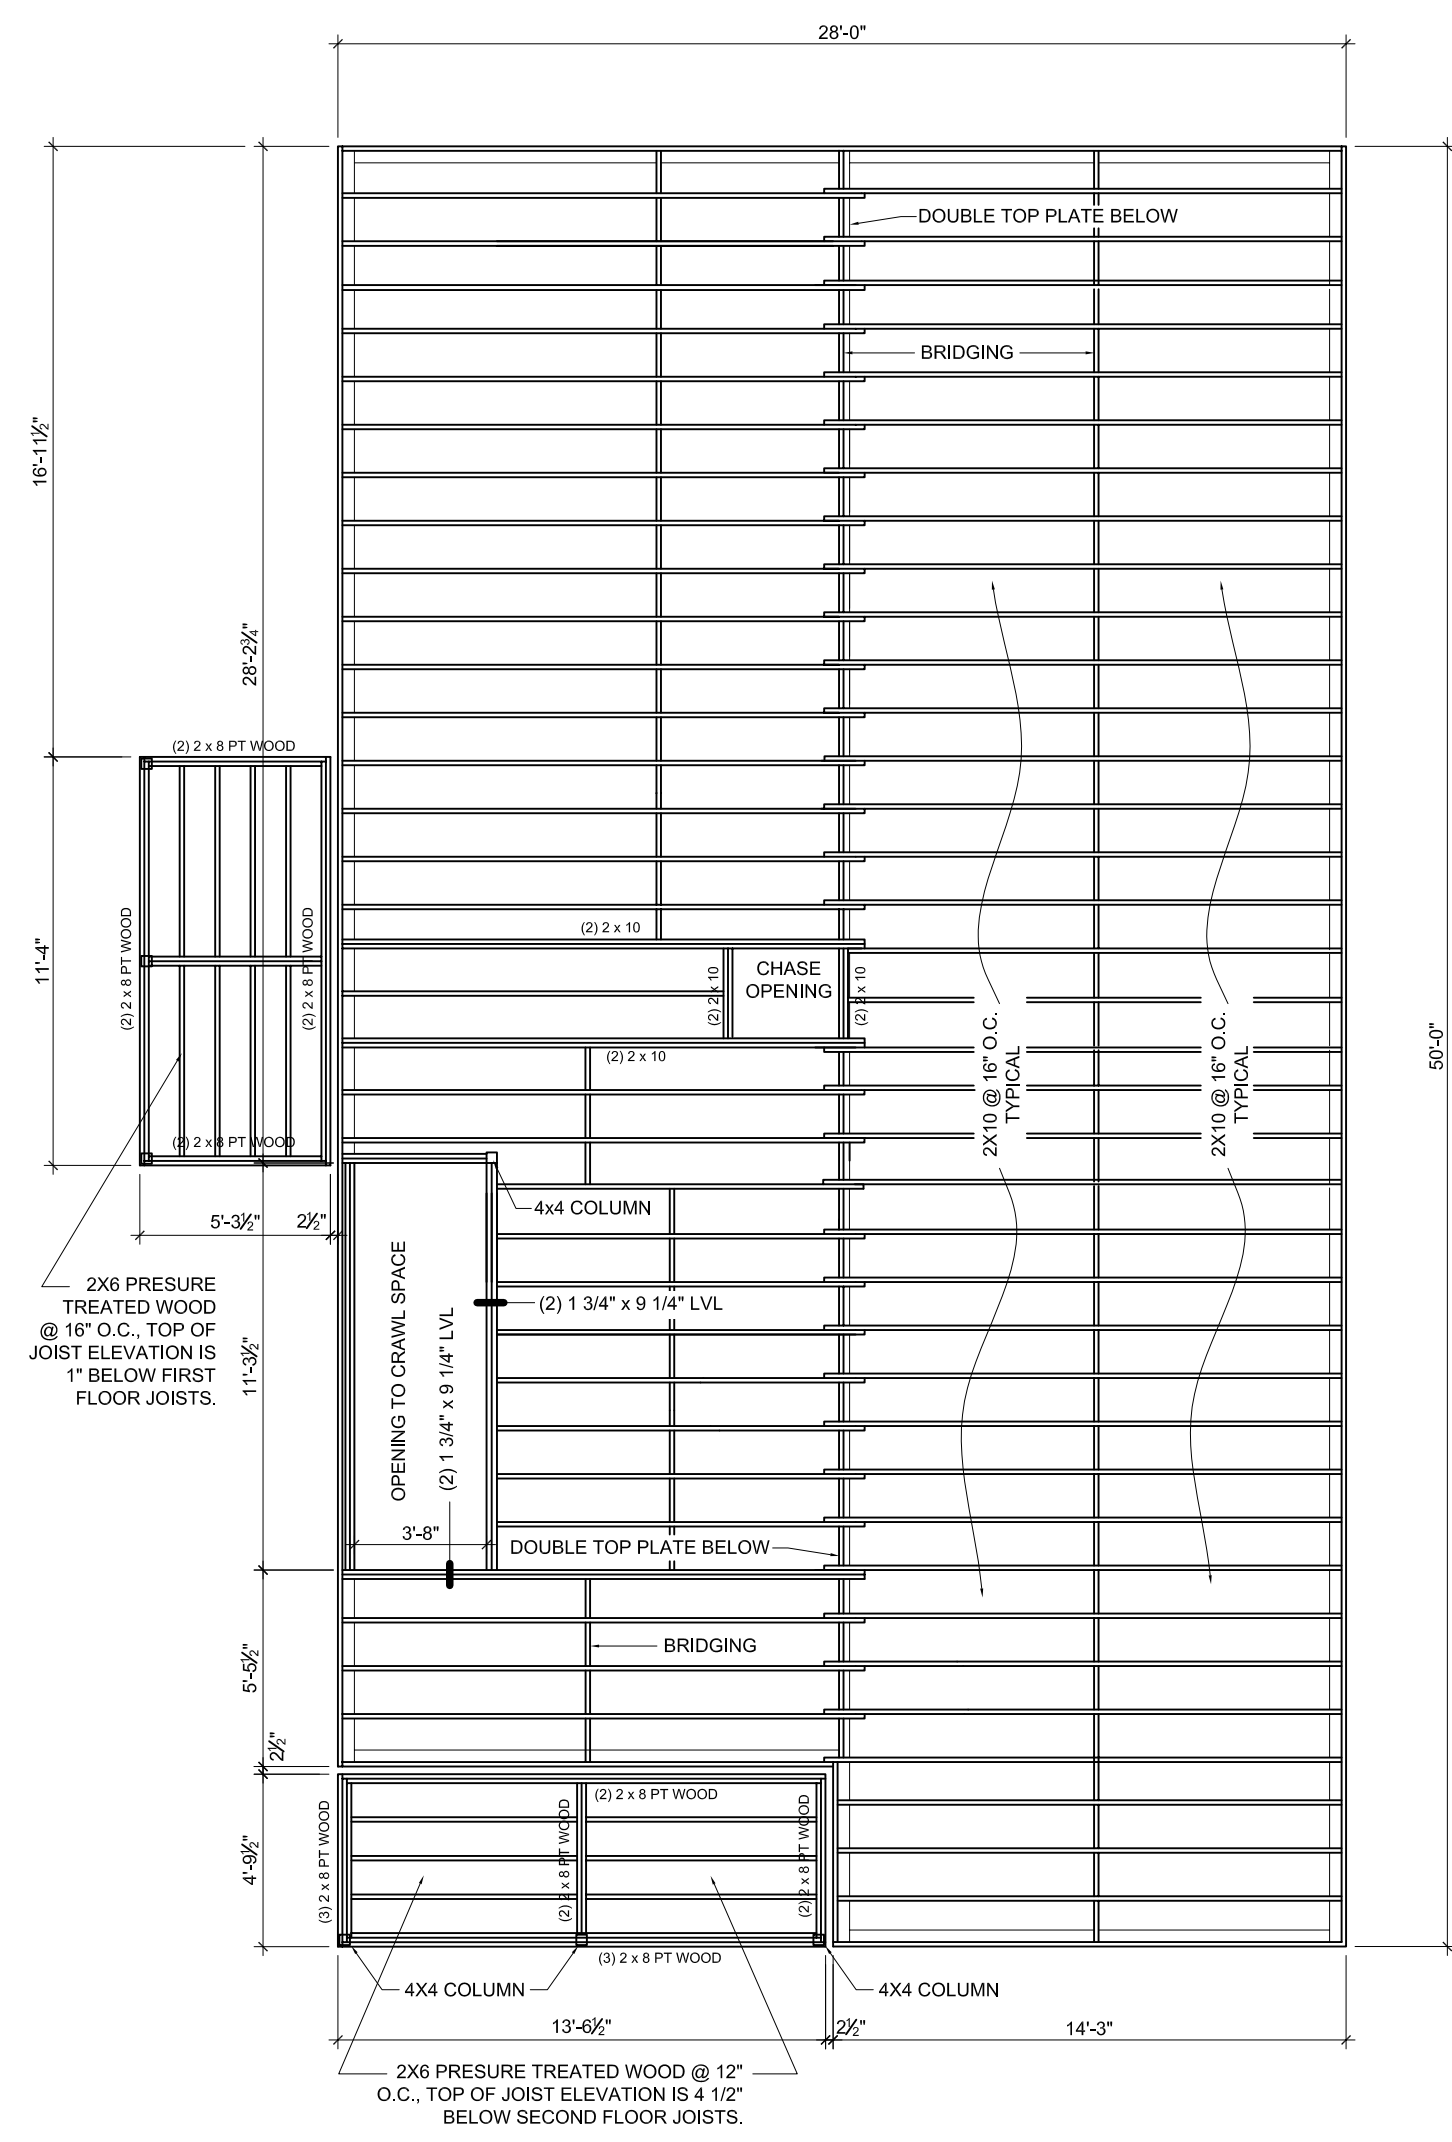 28'-0"
DOUBLE TOP PLATE BELOW
BRIDGING
16'-11½"
28'-2¾"
(2) 2 x 8 PT WOOD
(2) 2 x 8 PT WOOD
(2) 2 x 8 PT WOOD
(2) 2 x 8 PT WOOD
11'-4"
(2) 2 x 10
(2) 2 x 10
CHASE
OPENING
(2) 2 x 10
(2) 2 x 10
2X10 @ 16" O.C.
TYPICAL
2X10 @ 16" O.C.
TYPICAL
50'-0"
4x4 COLUMN
5'-3½"
2½"
2X6 PRESURE
TREATED WOOD
@ 16" O.C., TOP OF
JOIST ELEVATION IS
1" BELOW FIRST
FLOOR JOISTS.
11'-3½"
OPENING TO CRAWL SPACE
(2) 1 3/4" x 9 1/4" LVL
(2) 1 3/4" x 9 1/4" LVL
3'-8"
DOUBLE TOP PLATE BELOW
BRIDGING
5'-5½"
2½"
4'-9½"
(3) 2 x 8 PT WOOD
(2) 2 x 8 PT WOOD
(2) 2 x 8 PT WOOD
(2) 2 x 8 PT WOOD
(3) 2 x 8 PT WOOD
4X4 COLUMN
4X4 COLUMN
13'-6½"
2½"
14'-3"
2X6 PRESURE TREATED WOOD @ 12"
O.C., TOP OF JOIST ELEVATION IS 4 1/2"
BELOW SECOND FLOOR JOISTS.